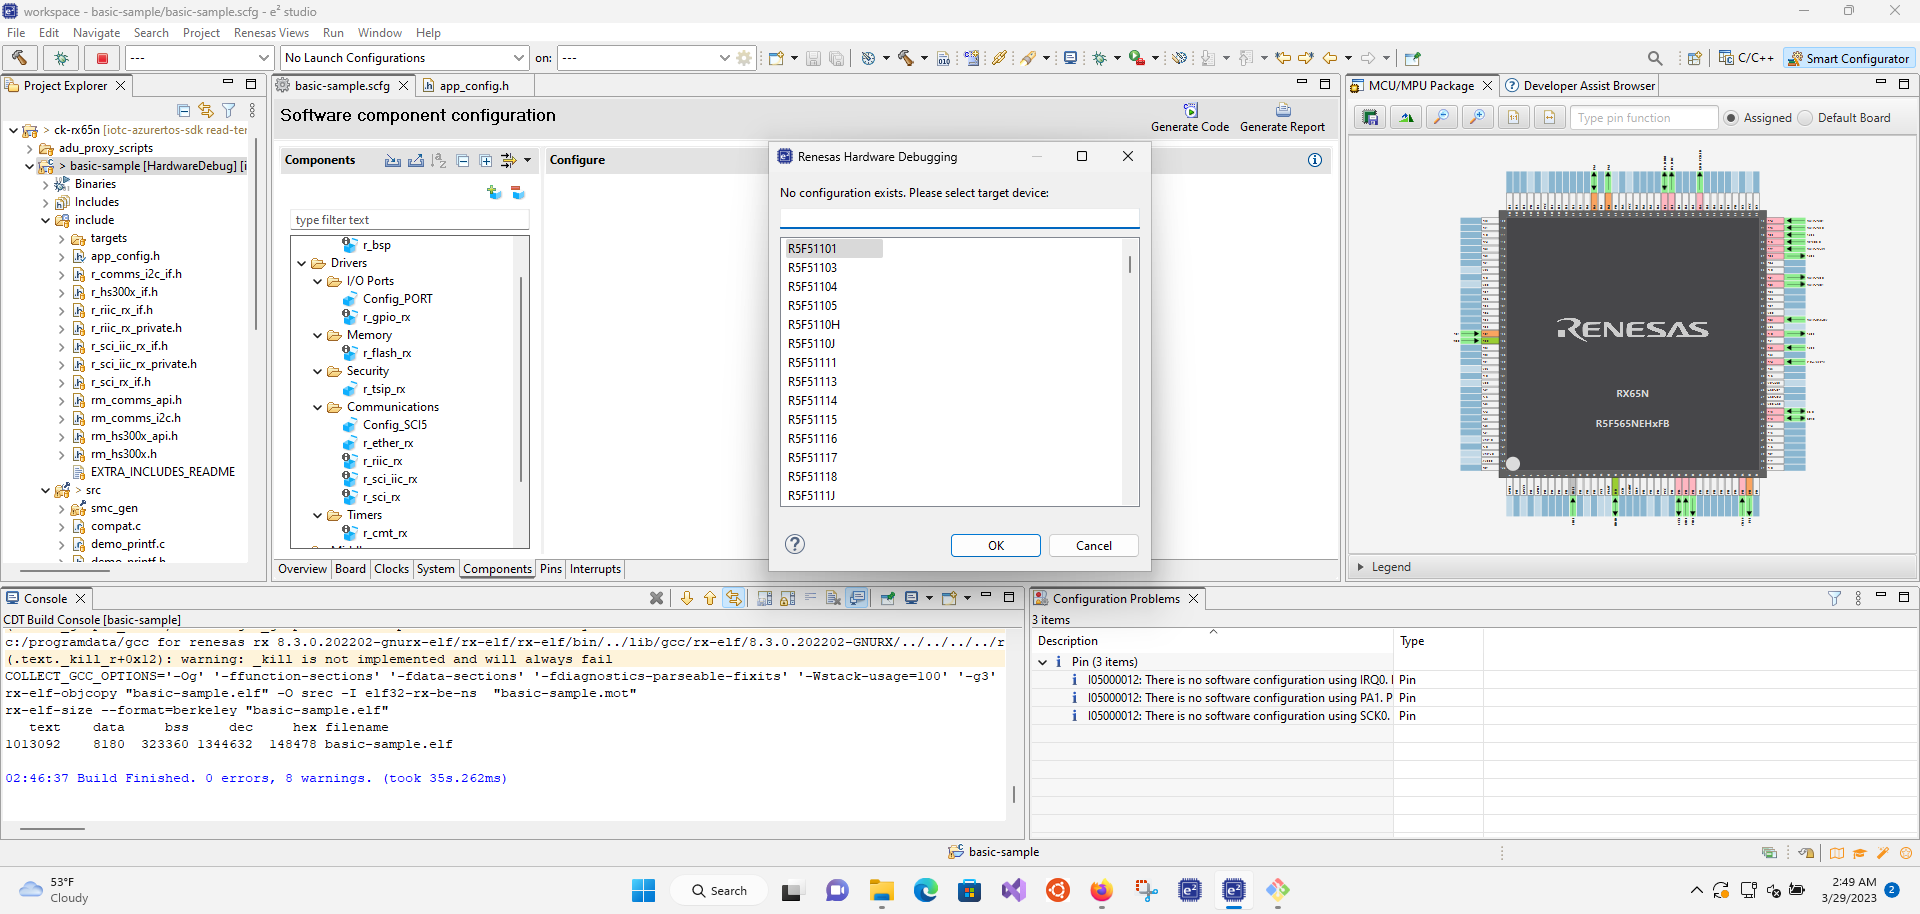 workspace - basic-sample/basic-sample.scfg - e² studio
File Edit Navigate Search Project Renesas Views Run Window Help
--- No Launch Configurations on: --- C/C++ Smart Configurator
Project Explorer
> ck-rx65n [iotc-azurertos-sdk read-ter
adu_proxy_scripts
> basic-sample [HardwareDebug] [i
Binaries
Includes
include
targets
app_config.h
r_comms_i2c_if.h
r_hs300x_if.h
r_riic_rx_if.h
r_riic_rx_private.h
r_sci_iic_rx_if.h
r_sci_iic_rx_private.h
r_sci_rx_if.h
rm_comms_api.h
rm_comms_i2c.h
rm_hs300x_api.h
rm_hs300x.h
EXTRA_INCLUDES_README
> src
smc_gen
compat.c
demo_printf.c
demo_printf.h
basic-sample.scfg app_config.h
Software component configuration
Generate Code Generate Report
Components Configure
type filter text
r_bsp
Drivers
I/O Ports
Config_PORT
r_gpio_rx
Memory
r_flash_rx
Security
r_tsip_rx
Communications
Config_SCI5
r_ether_rx
r_riic_rx
r_sci_iic_rx
r_sci_rx
Timers
r_cmt_rx
Overview Board Clocks System Components Pins Interrupts
Renesas Hardware Debugging
No configuration exists. Please select target device:
R5F51101
R5F51103
R5F51104
R5F51105
R5F5110H
R5F5110J
R5F51111
R5F51113
R5F51114
R5F51115
R5F51116
R5F51117
R5F51118
R5F5111J
OK Cancel
MCU/MPU Package Developer Assist Browser
Type pin function Assigned Default Board
RENESAS
RX65N
R5F565NEHxFB
Legend
Console
CDT Build Console [basic-sample]
c:/programdata/gcc for renesas rx 8.3.0.202202-gnurx-elf/rx-elf/rx-elf/bin/../lib/gcc/rx-elf/8.3.0.202202-GNURX/../../../../r
(.text._kill_r+0x12): warning: _kill is not implemented and will always fail
COLLECT_GCC_OPTIONS='-Og' '-ffunction-sections' '-fdata-sections' '-fdiagnostics-parseable-fixits' '-Wstack-usage=100' '-g3'
rx-elf-objcopy "basic-sample.elf" -O srec -I elf32-rx-be-ns "basic-sample.mot"
rx-elf-size --format=berkeley "basic-sample.elf"
text data bss dec hex filename
1013092 8180 323360 1344632 148478 basic-sample.elf
02:46:37 Build Finished. 0 errors, 8 warnings. (took 35s.262ms)
Configuration Problems
3 items
Description Type
Pin (3 items)
I05000012: There is no software configuration using IRQ0. Pin
I05000012: There is no software configuration using PA1. P Pin
I05000012: There is no software configuration using SCK0. Pin
basic-sample
53°F
Cloudy
Search
2:49 AM
3/29/2023
2